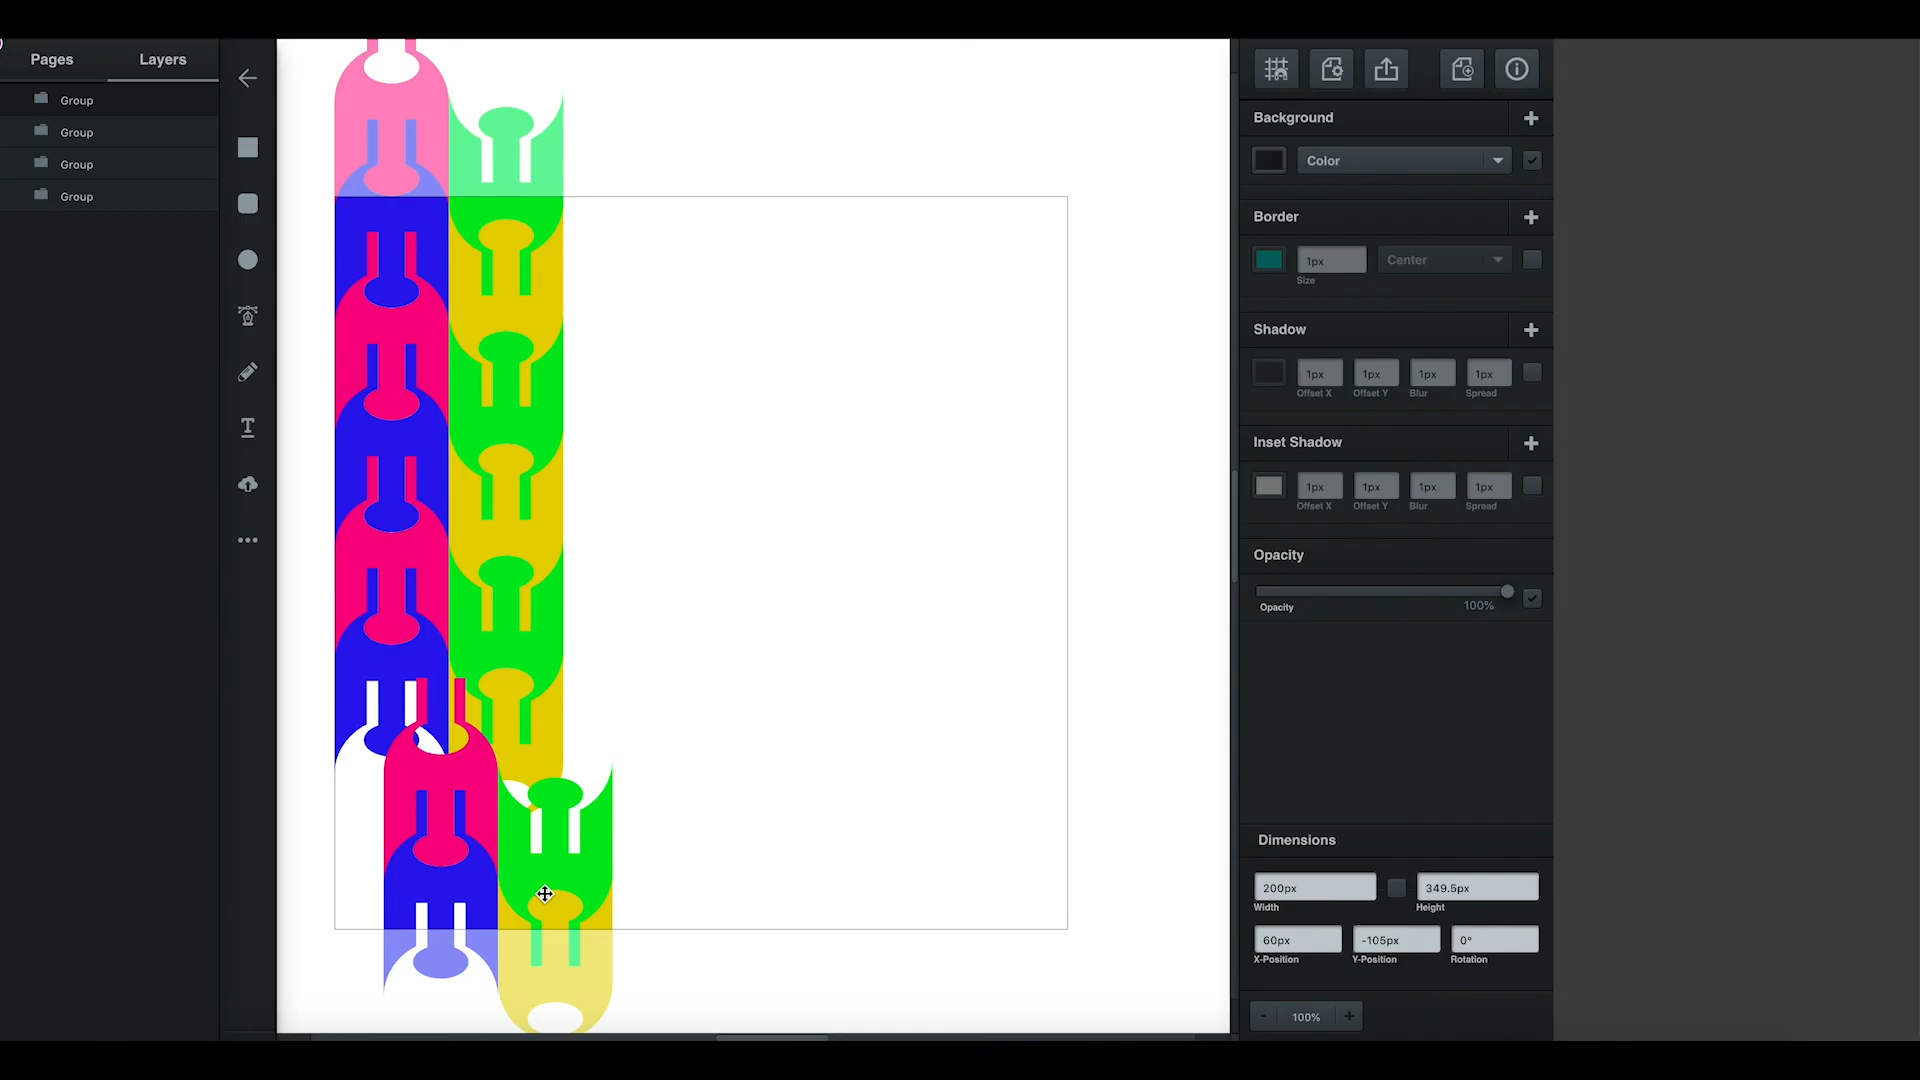 Pages
Layers
Group
Group
Group
Group
Background
Color
Border
1px
Center
Size
Shadow
1px
1px
1px
1px
Offset X
Offset Y
Blur
Spread
Inset Shadow
1px
1px
1px
1px
Offset X
Offset Y
Blur
Spread
Opacity
Opacity
100%
Dimensions
200px
349.5px
Width
Height
60px
-105px
0°
X-Position
Y-Position
Rotation
- 100% +